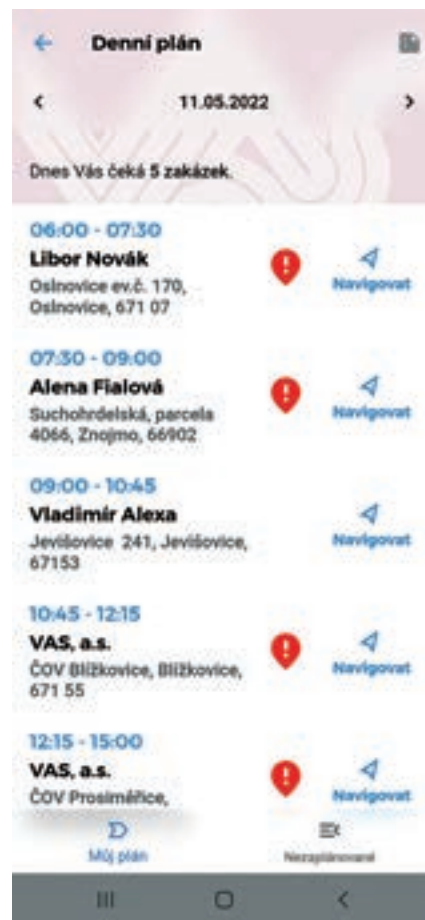 Denní plán
11.05.2022
Dnes Vás čeká 5 zakázek.
06:00 - 07:30
Libor Novák
Navigovat
Oslnovice ev.č. 170,
Oslnovice, 671 07
07:30 - 09:00
Alena Fialová
Navigovat
Suchohrdelská, parcela
4066, Znojmo, 66902
09:00 - 10:45
Vladimír Alexa
Navigovat
Jevišovice 241, Jevišovice,
67153
10:45 - 12:15
VAS, a.s.
Navigovat
ČOV Blížkovice, Blížkovice,
671 55
12:15 - 15:00
VAS, a.s.
Navigovat
ČOV Prosiměřice,
Můj plán
Nezaplánované